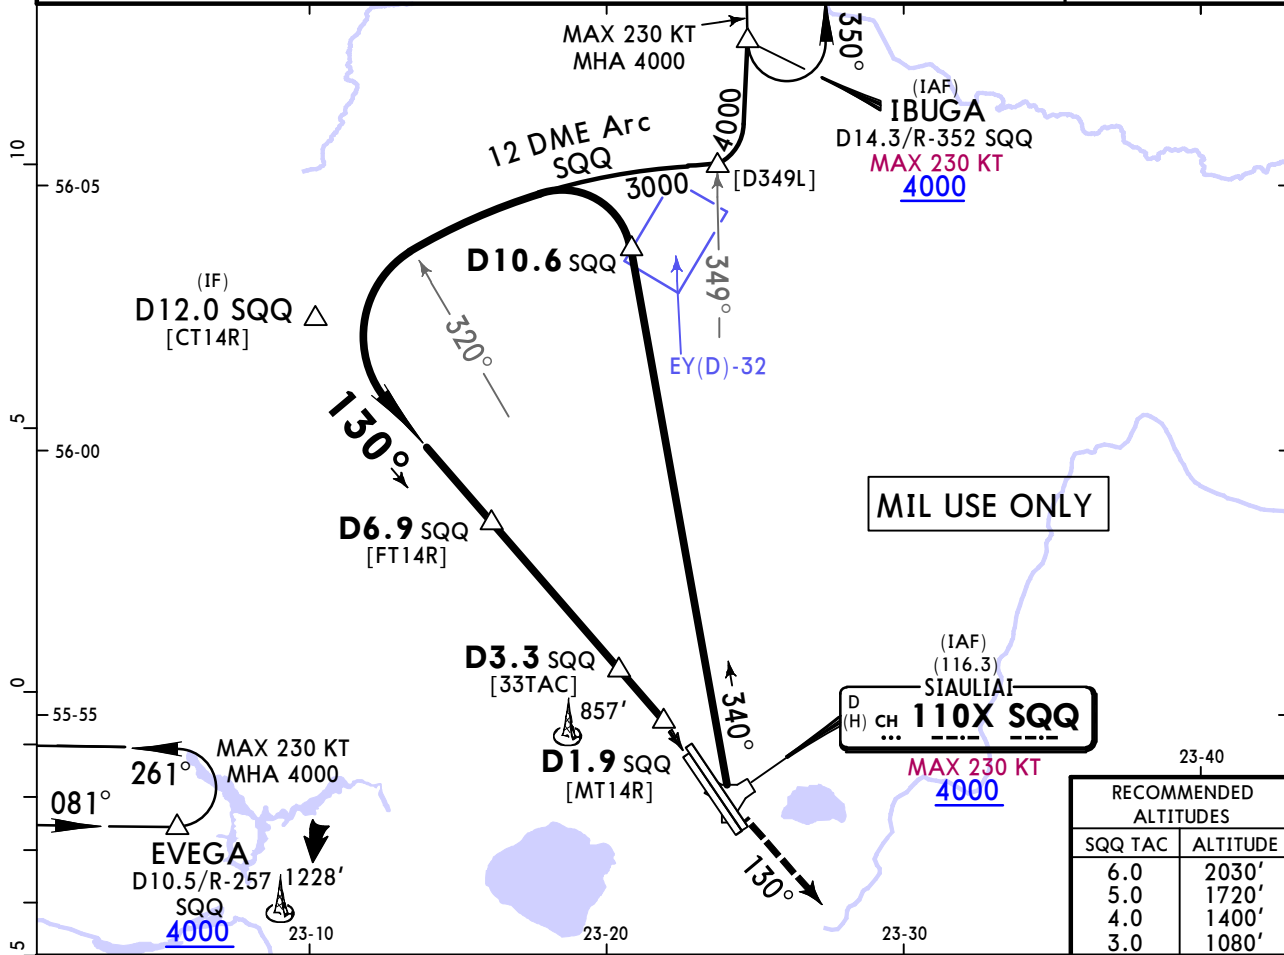 MAX 230 KT
MHA 4000
350°
(IAF)
IBUGA
D14.3/R-352 SQQ
MAX 230 KT
4000
4000
12 DME Arc
SQQ
3000
[D349L]
10
56-05
D10.6 SQQ
349°
(IF)
D12.0 SQQ
[CT14R]
320°
EY(D)-32
130°
5
56-00
MIL USE ONLY
D6.9 SQQ
[FT14R]
D3.3 SQQ
[33TAC]
857'
340°
(IAF)
(116.3)
SIAULIAI
D
(H) CH 110X SQQ
MAX 230 KT
4000
0
55-55
D1.9 SQQ
[MT14R]
MAX 230 KT
MHA 4000
261°
081°
EVEGA
D10.5/R-257
SQQ
4000
1228'
130°
23-40
RECOMMENDED
ALTITUDES
SQQ TAC ALTITUDE
6.0 2030'
5.0 1720'
4.0 1400'
3.0 1080'
5
23-10
23-20
23-30